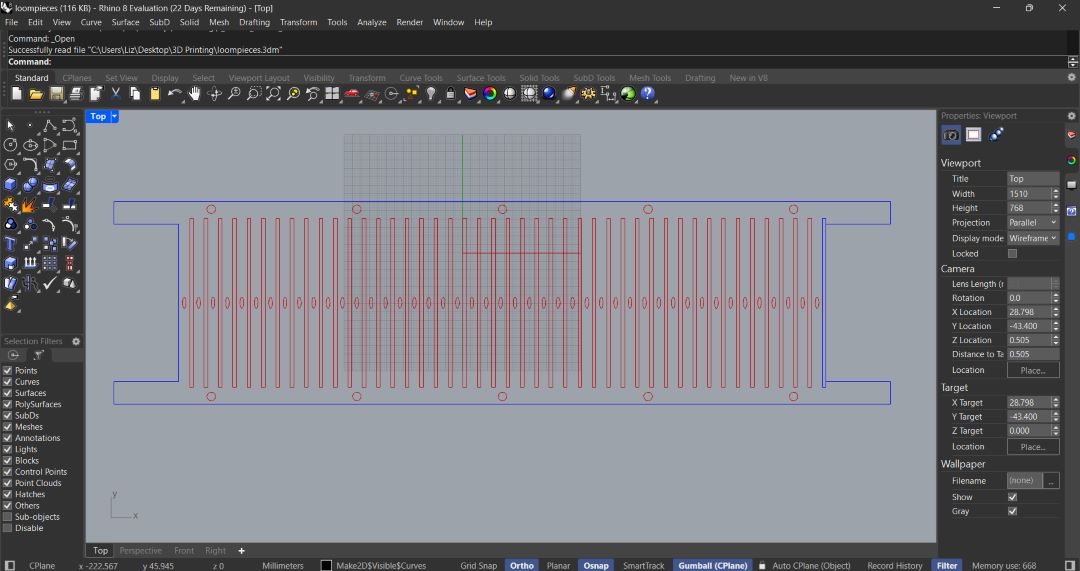 loompieces (116 KB) - Rhino 8 Evaluation (22 Days Remaining) - [Top]
File Edit View Curve Surface SubD Solid Mesh Drafting Transform Tools Analyze Render Window Help
Command: _Open
Successfully read file "C:\Users\Liz\Desktop\3D Printing\loompieces.3dm"
Command:
Standard CPlanes Set View Display Select Viewport Layout Visibility Transform Curve Tools Surface Tools Solid Tools SubD Tools Mesh Tools Drafting New in V8
Top
Properties: Viewport
Viewport
Title Top
Width 1510
Height 768
Projection Parallel
Display mode Wireframe
Locked
Camera
Lens Length (r
Rotation 0.0
X Location 28.798
Y Location -43.400
Z Location 0.505
Distance to Ta 0.505
Location Place...
Target
X Target 28.798
Y Target -43.400
Z Target 0.000
Location Place...
Wallpaper
Filename (none) ...
Show
Gray
Selection Filters
Points
Curves
Surfaces
PolySurfaces
SubDs
Meshes
Annotations
Lights
Blocks
Control Points
Point Clouds
Hatches
Others
Sub-objects
Disable
y
x
Top Perspective Front Right
CPlane x -222.567 y 45.945 z 0 Millimeters Make2D$Visible$Curves Grid Snap Ortho Planar Osnap SmartTrack Gumball (CPlane) Auto CPlane (Object) Record History Filter Memory use: 668